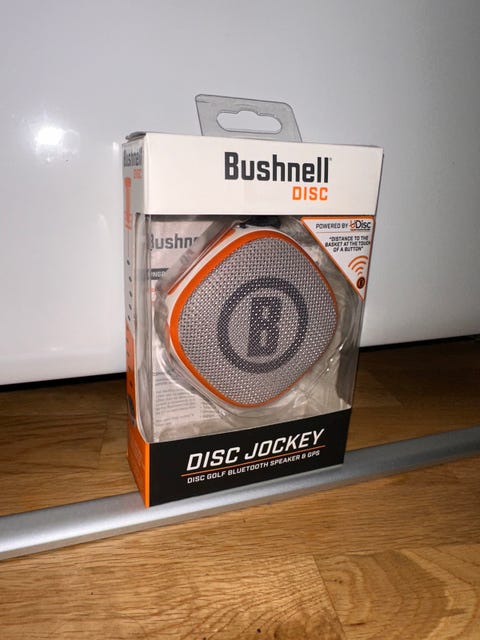 Bushnell
DISC
POWERED BY uDisc
"DISTANCE TO THE
BASKET AT THE TOUCH
OF A BUTTON"
Bushne
B
DISC JOCKEY
DISC GOLF BLUETOOTH SPEAKER & GPS